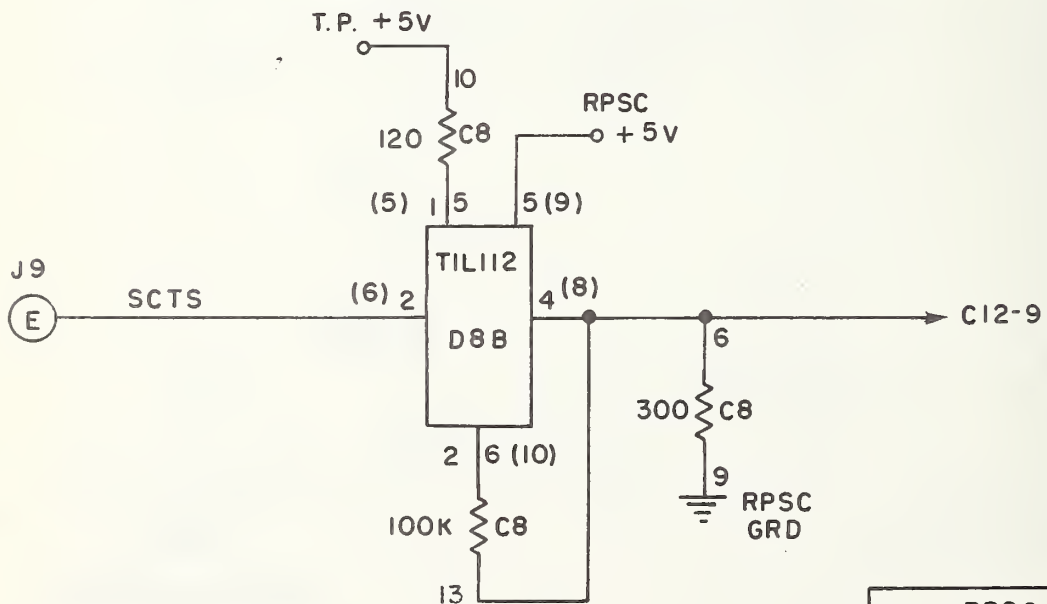 T.P. +5V
10
RPSC
+5V
120 C8
(5) 1 5
5 (9)
J9
TIL112
E
SCTS
(6) 2
4 (8)
C12-9
D8B
6
300 C8
2 6 (10)
9
RPSC
GRD
100K C8
13